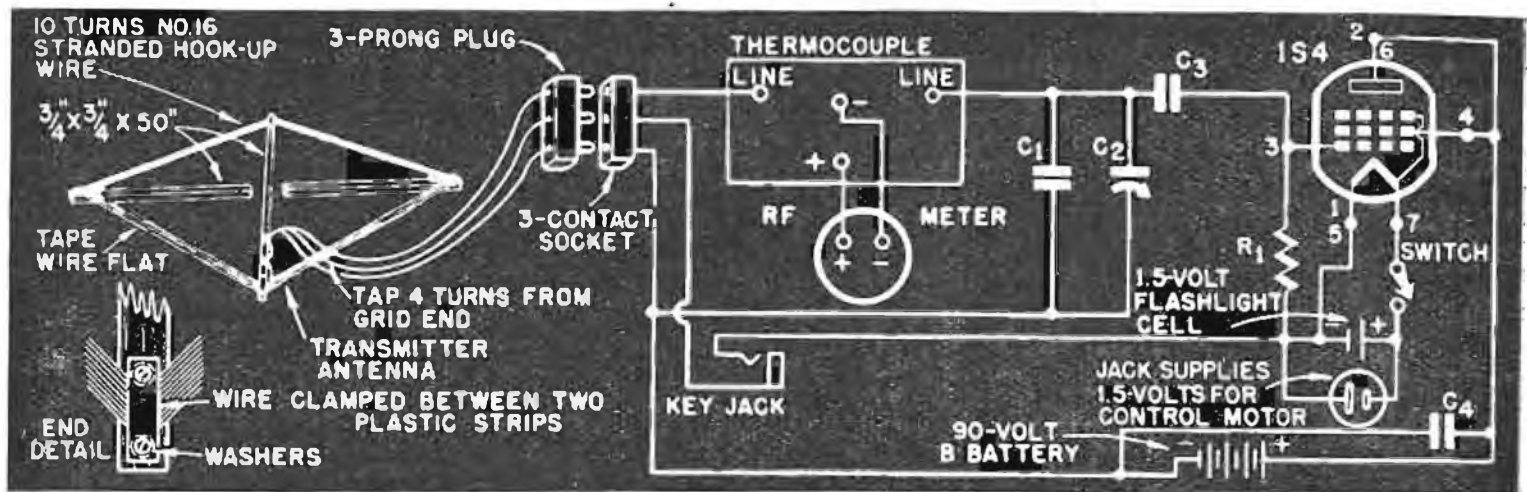 10 TURNS NO.16
STRANDED HOOK-UP
WIRE
3/4" x 3/4" x 50"
TAPE
WIRE FLAT
3-PRONG PLUG
3-CONTACT
SOCKET
TAP 4 TURNS FROM
GRID END
TRANSMITTER
ANTENNA
WIRE CLAMPED BETWEEN TWO
PLASTIC STRIPS
END
DETAIL
WASHERS
THERMOCOUPLE
LINE
LINE
-
+
RF
METER
+ -
KEY JACK
C1
C2
C3
1S4
2
6
3
4
1
5
7
R1
SWITCH
1.5-VOLT
FLASHLIGHT
CELL
- +
JACK SUPPLIES
1.5-VOLTS FOR
CONTROL MOTOR
C4
90-VOLT
B BATTERY
- +